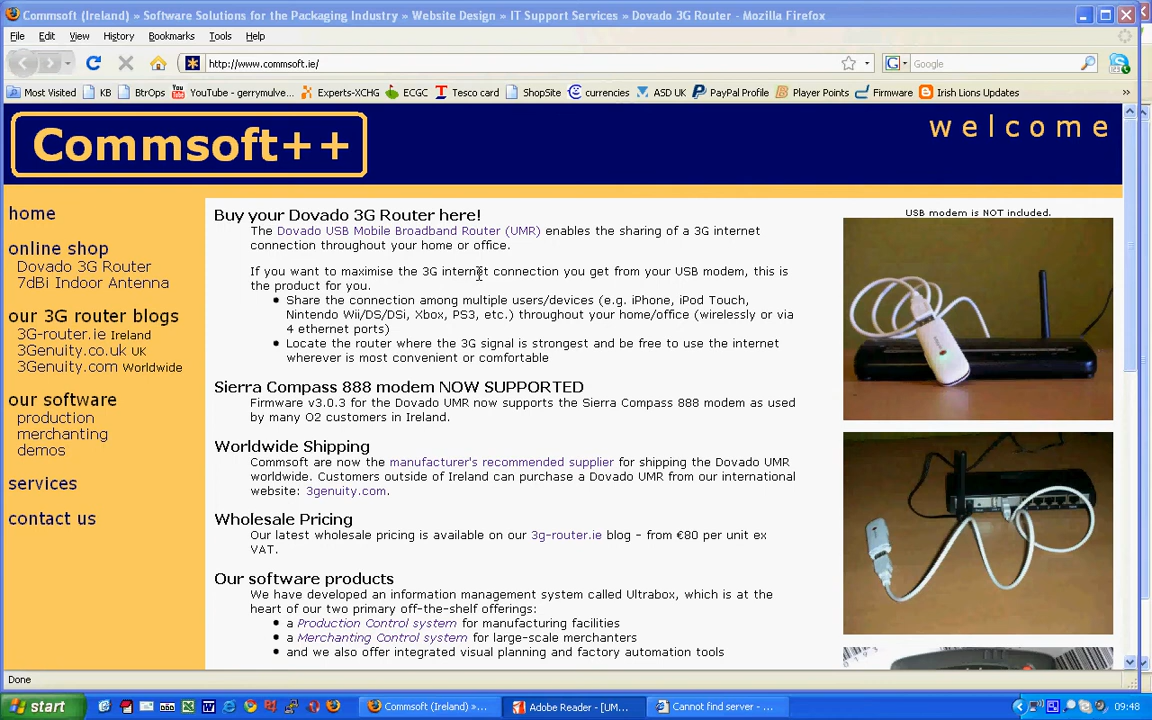 Commsoft (Ireland) » Software Solutions for the Packaging Industry » Website Design » IT Support Services » Dovado 3G Router - Mozilla Firefox
File Edit View History Bookmarks Tools Help
http://www.commsoft.ie/ Google
Most Visited KB BtrOps YouTube - gerrymulve... Experts-XCHG ECGC Tesco card ShopSite currencies ASD UK PayPal Profile Player Points Firmware Irish Lions Updates »
Commsoft++
welcome
home
online shop
Dovado 3G Router
7dBi Indoor Antenna
our 3G router blogs
3G-router.ie Ireland
3Genuity.co.uk UK
3Genuity.com Worldwide
our software
production
merchanting
demos
services
contact us
Buy your Dovado 3G Router here!
The Dovado USB Mobile Broadband Router (UMR) enables the sharing of a 3G internet
connection throughout your home or office.
If you want to maximise the 3G internet connection you get from your USB modem, this is
the product for you.
• Share the connection among multiple users/devices (e.g. iPhone, iPod Touch,
Nintendo Wii/DS/DSi, Xbox, PS3, etc.) throughout your home/office (wirelessly or via
4 ethernet ports)
• Locate the router where the 3G signal is strongest and be free to use the internet
wherever is most convenient or comfortable
Sierra Compass 888 modem NOW SUPPORTED
Firmware v3.0.3 for the Dovado UMR now supports the Sierra Compass 888 modem as used
by many O2 customers in Ireland.
Worldwide Shipping
Commsoft are now the manufacturer's recommended supplier for shipping the Dovado UMR
worldwide. Customers outside of Ireland can purchase a Dovado UMR from our international
website: 3genuity.com.
Wholesale Pricing
Our latest wholesale pricing is available on our 3g-router.ie blog - from €80 per unit ex
VAT.
Our software products
We have developed an information management system called Ultrabox, which is at the
heart of our two primary off-the-shelf offerings:
• a Production Control system for manufacturing facilities
• a Merchanting Control system for large-scale merchanters
• and we also offer integrated visual planning and factory automation tools
USB modem is NOT included.
Done
start Commsoft (Ireland) »... Adobe Reader - [UM... Cannot find server - ... 09:48